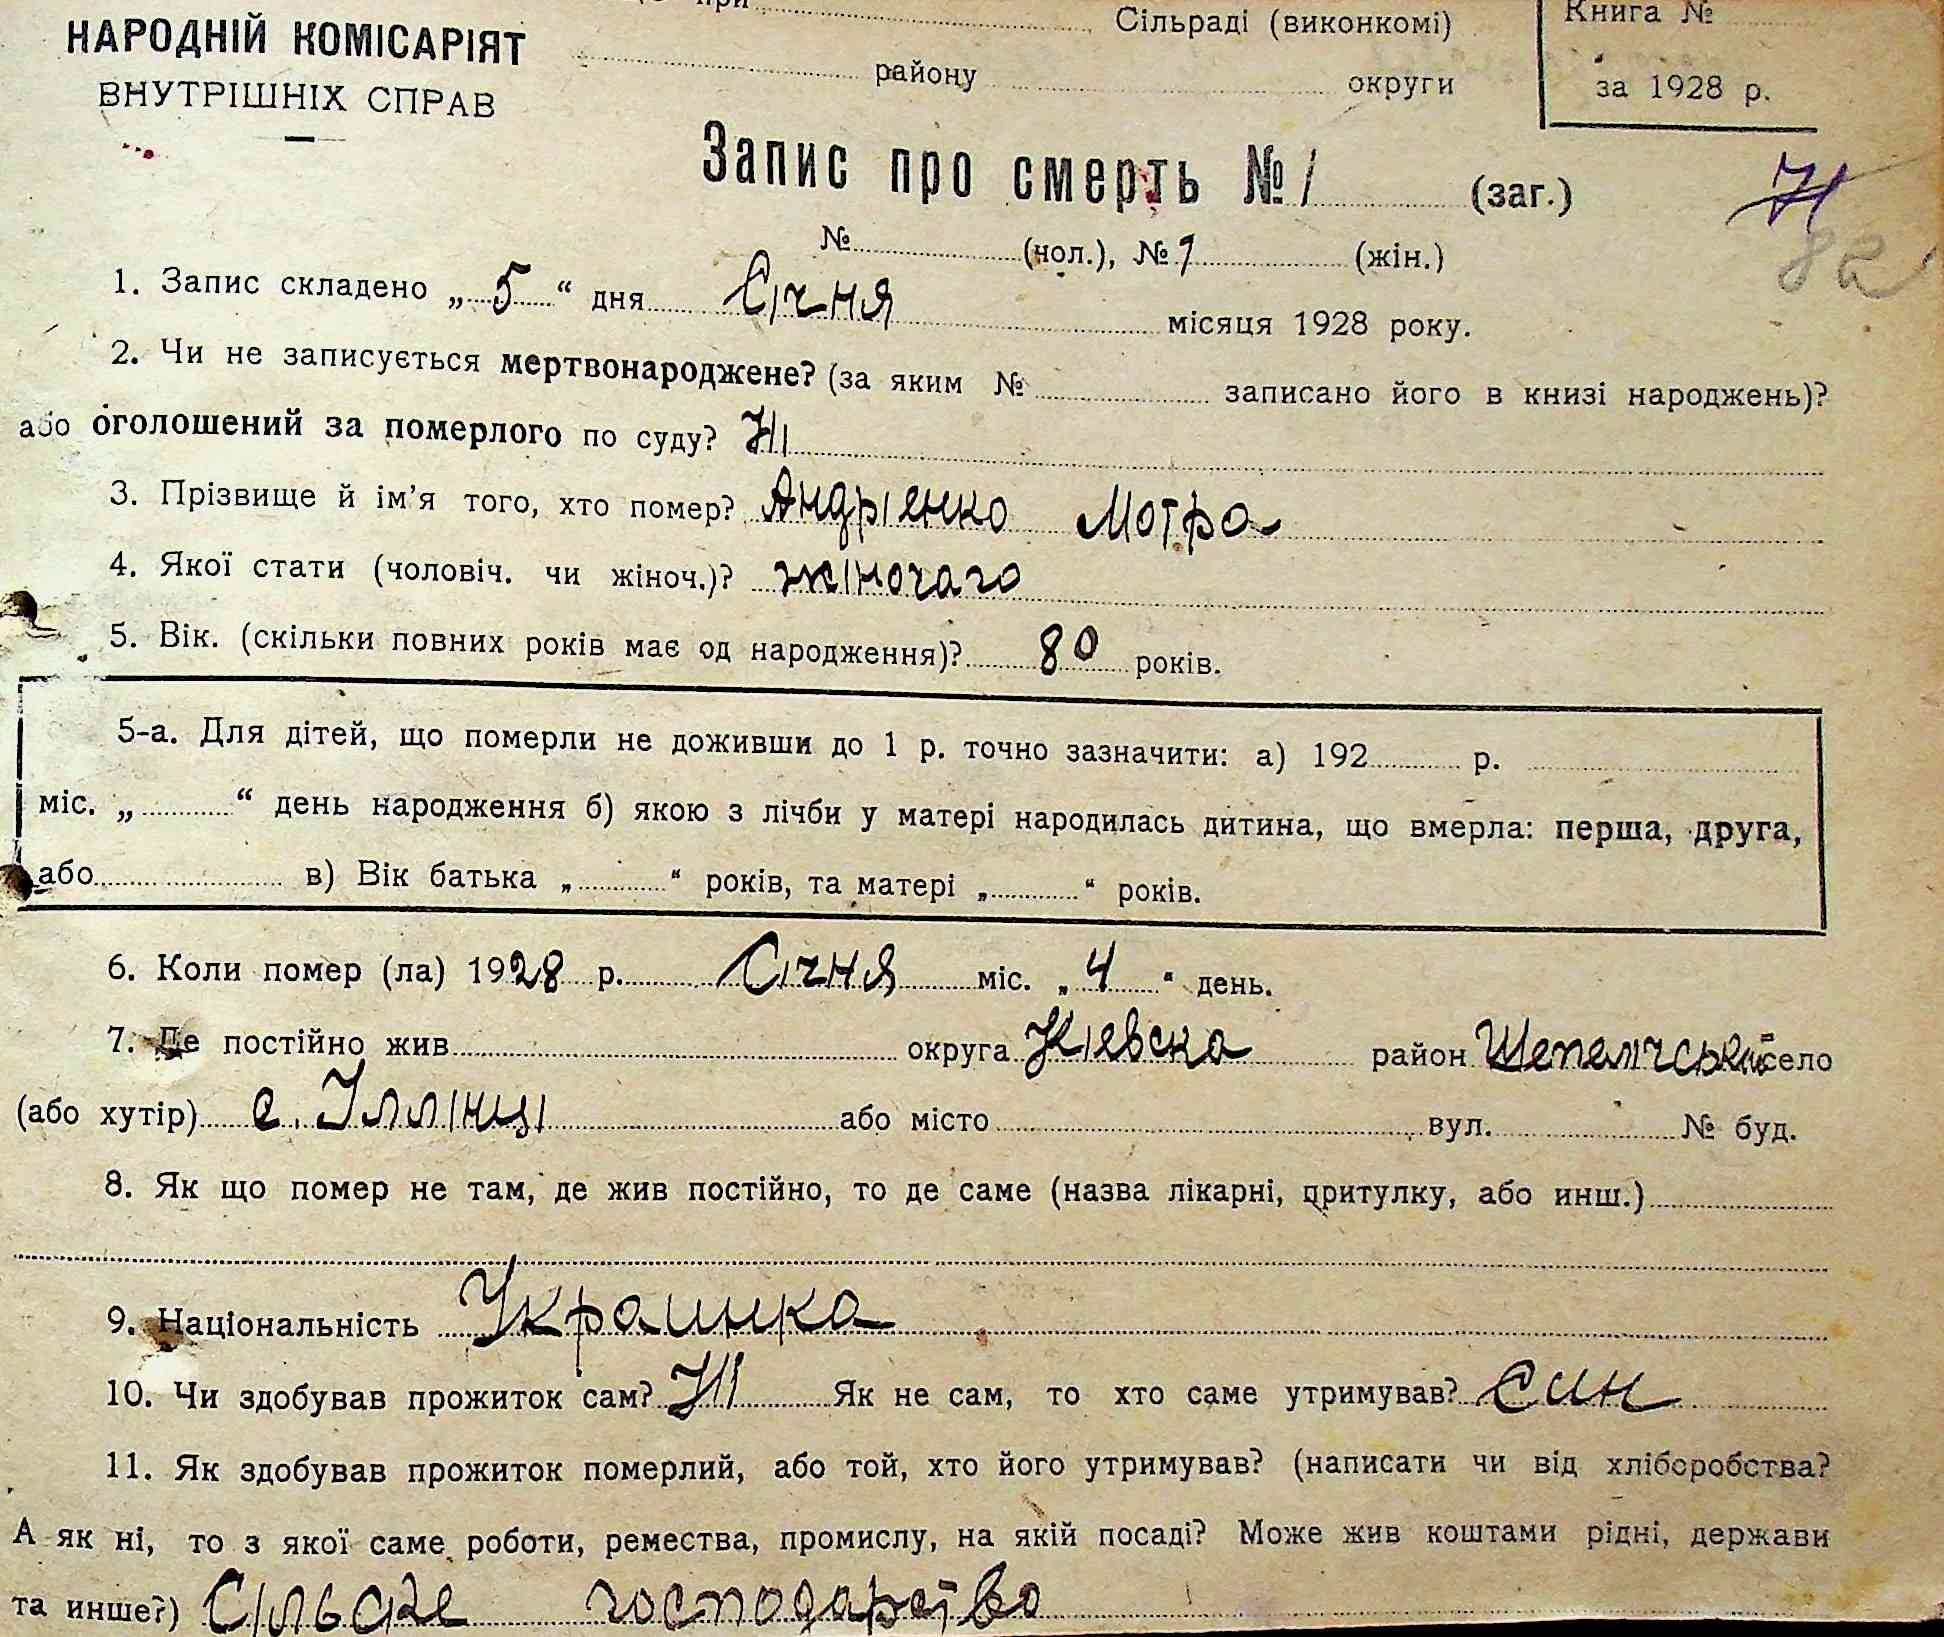 при Сільраді (виконкомі) Книга №
НАРОДНІЙ КОМІСАРІЯТ району округи за 1928 р.
ВНУТРІШНІХ СПРАВ
Запис про смерть № 1 (заг.)
№ (чол.), № 1 (жін.) 82
1. Запис складено „ 5 “ дня Січня місяця 1928 року.
2. Чи не записується мертвонароджене? (за яким № записано його в книзі народжень)?
або оголошений за померлого по суду? Ні
3. Прізвище й ім'я того, хто помер? Андрієнко Мотра
4. Якої стати (чоловіч. чи жіноч.)? жіночаго
5. Вік. (скільки повних років має од народження)? 80 років.
5-а. Для дітей, що померли не доживши до 1 р. точно зазначити: а) 192 р.
міс. „ “ день народження б) якою з лічби у матері народилась дитина, що вмерла: перша, друга,
або в) Вік батька „ “ років, та матері „ “ років.
6. Коли помер (ла) 1928 р. Січня міс. „ 4 “ день.
7. Де постійно жив округа Київска район село
(або хутір) с. Іллінці або місто вул. № буд.
8. Як що помер не там, де жив постійно, то де саме (назва лікарні, притулку, або инш.)
9. Національність Украинка
10. Чи здобував прожиток сам? Ні Як не сам, то хто саме утримував? син
11. Як здобував прожиток померлий, або той, хто його утримував? (написати чи від хліборобства?
А як ні, то з якої саме роботи, ремества, промислу, на якій посаді? Може жив коштами рідні, держави
та инше?) Сільске господарство